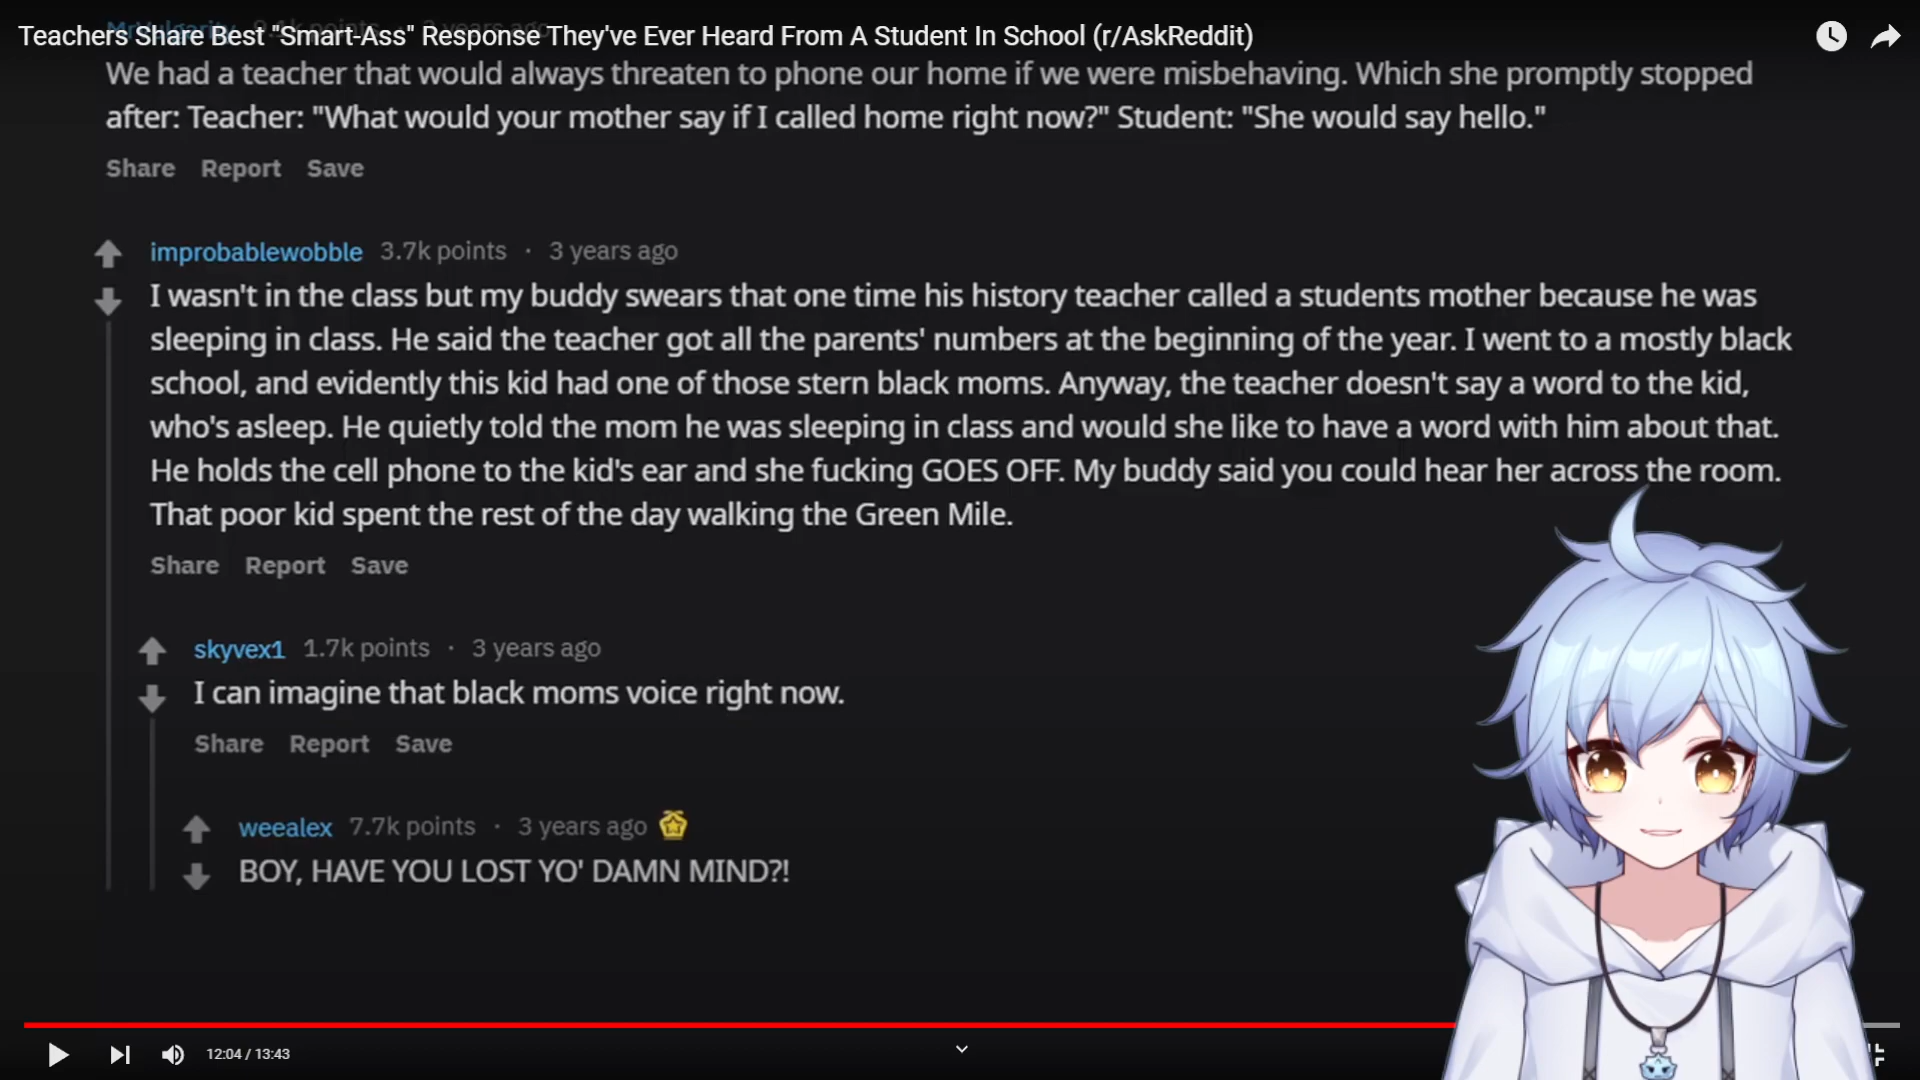 Teachers Share Best "Smart-Ass" Response They've Ever Heard From A Student In School (r/AskReddit)
We had a teacher that would always threaten to phone our home if we were misbehaving. Which she promptly stopped
after: Teacher: "What would your mother say if I called home right now?" Student: "She would say hello."
Share Report Save
improbablewobble 3.7k points · 3 years ago
I wasn't in the class but my buddy swears that one time his history teacher called a students mother because he was
sleeping in class. He said the teacher got all the parents' numbers at the beginning of the year. I went to a mostly black
school, and evidently this kid had one of those stern black moms. Anyway, the teacher doesn't say a word to the kid,
who's asleep. He quietly told the mom he was sleeping in class and would she like to have a word with him about that.
He holds the cell phone to the kid's ear and she fucking GOES OFF. My buddy said you could hear her across the room.
That poor kid spent the rest of the day walking the Green Mile.
Share Report Save
skyvex1 1.7k points · 3 years ago
I can imagine that black moms voice right now.
Share Report Save
weealex 7.7k points · 3 years ago
BOY, HAVE YOU LOST YO' DAMN MIND?!
12:04 / 13:43